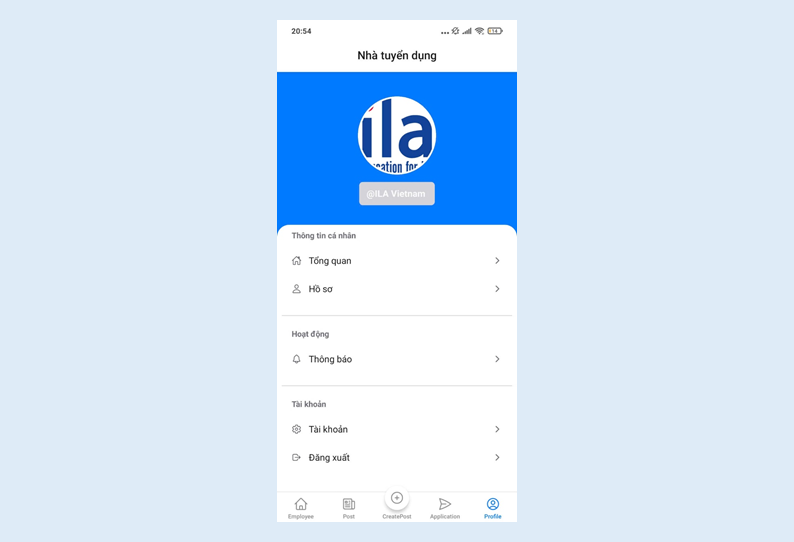 20:54
14
Nhà tuyển dụng
ila
@ILA Vietnam
Thông tin cá nhân
Tổng quan
Hồ sơ
Hoạt động
Thông báo
Tài khoản
Tài khoản
Đăng xuất
Employee
Post
CreatePost
Application
Profile